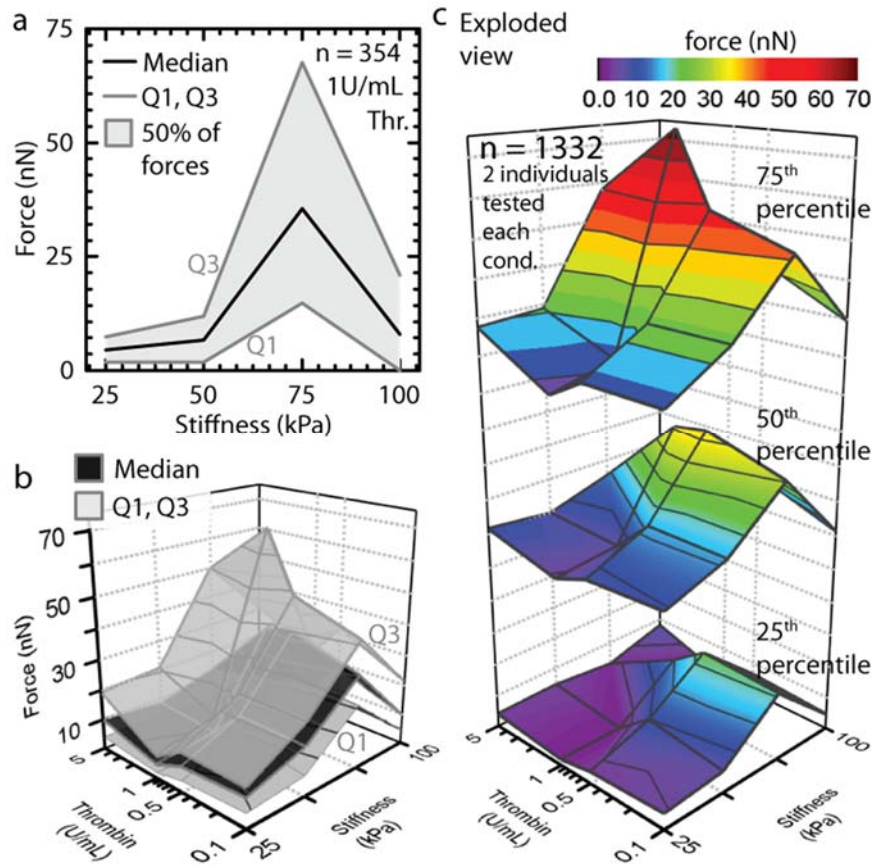 a
75
50
25
0
Force (nN)
Median
Q1, Q3
50% of
forces
n = 354
1U/mL
Thr.
Q3
Q1
25 50 75 100
Stiffness (kPa)
b
Median
Q1, Q3
70
50
30
10
Force (nN)
Q3
Q1
5
1
0.5
0.1
Thrombin
(U/mL)
25
100
Stiffness
(kPa)
c
Exploded
view
force (nN)
0.0 10 20 30 40 50 60 70
n = 1332
2 individuals
tested
each
cond.
75th
percentile
50th
percentile
25th
percentile
5
1
0.5
0.1
Thrombin
(U/mL)
25
100
Stiffness
(kPa)